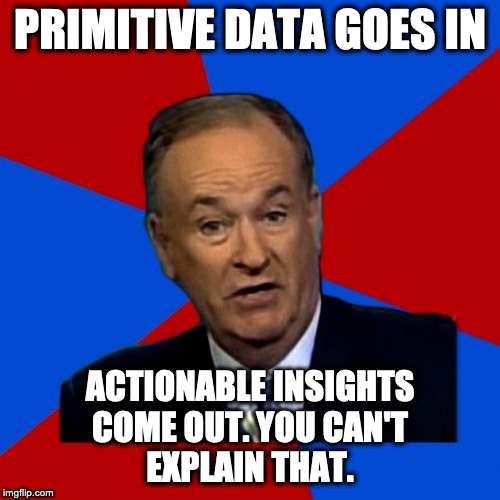 PRIMITIVE DATA GOES IN
ACTIONABLE INSIGHTS
COME OUT. YOU CAN'T
EXPLAIN THAT.
imgflip.com